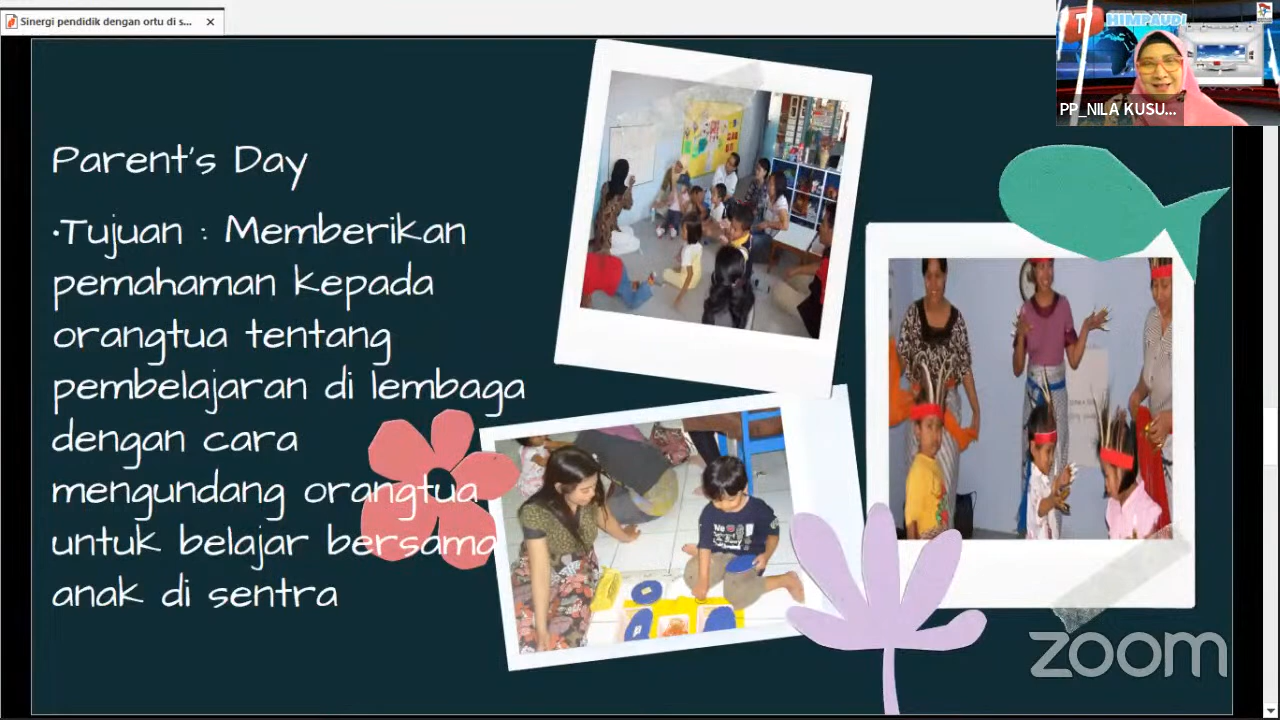 Sinergi pendidik dengan ortu di s...
HIMPAUDI
PP_NILA KUSU...
Parent's Day
•Tujuan : Memberikan
pemahaman kepada
orangtua tentang
pembelajaran di lembaga
dengan cara
mengundang orangtua
untuk belajar bersama
anak di sentra
zoom